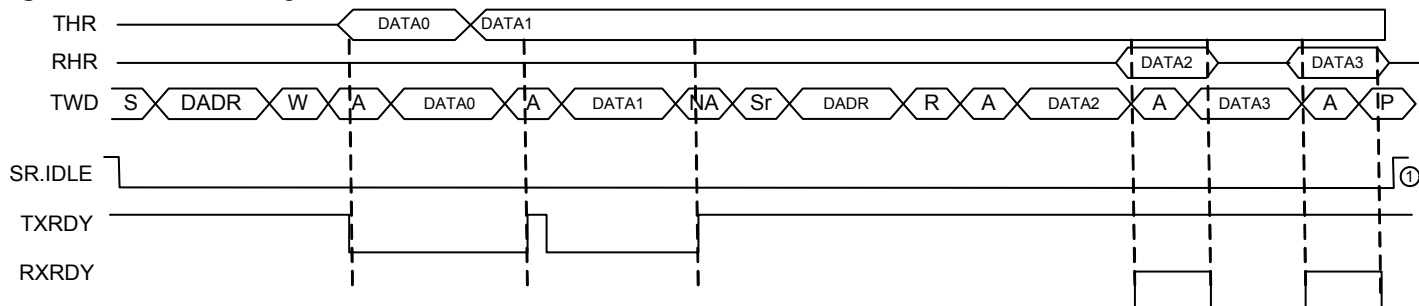 THR DATA0 DATA1
RHR DATA2 DATA3
TWD S DADR W A DATA0 A DATA1 NA Sr DADR R A DATA2 A DATA3 A P
SR.IDLE ①
TXRDY
RXRDY